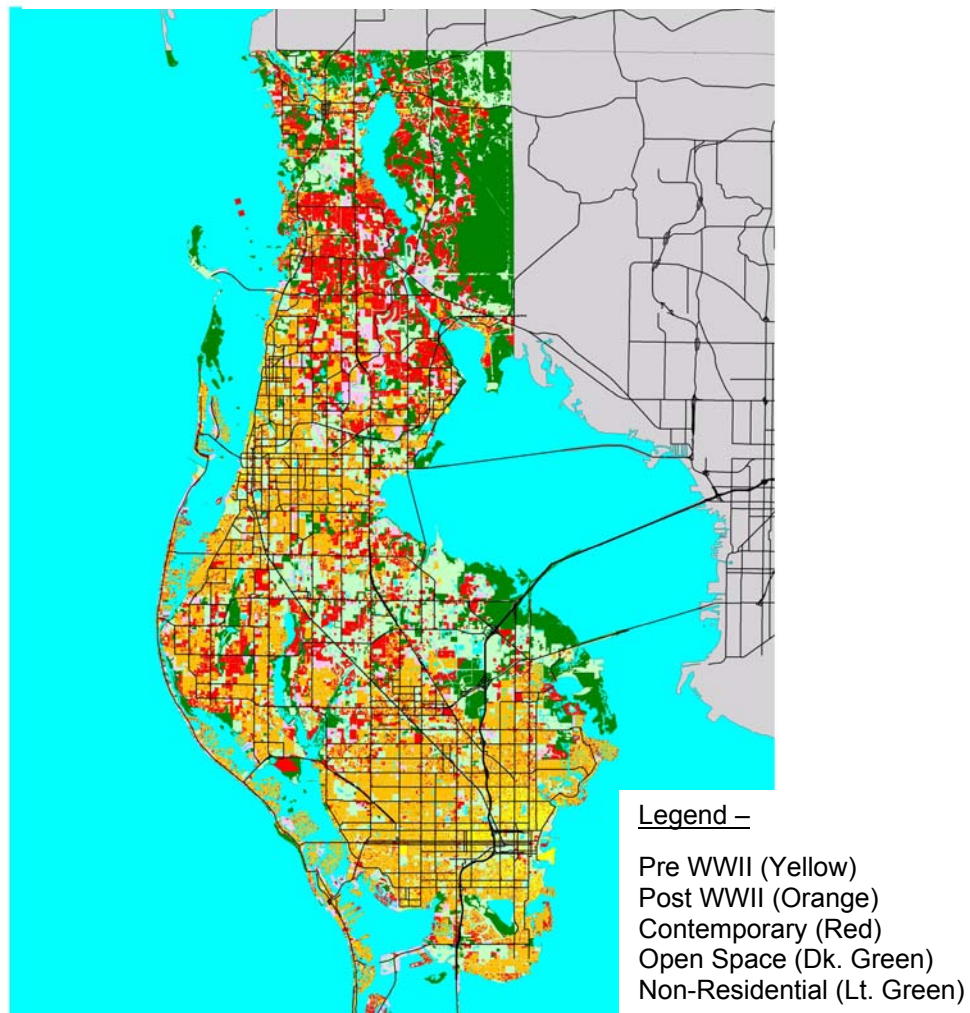 Legend –
Pre WWII (Yellow)
Post WWII (Orange)
Contemporary (Red)
Open Space (Dk. Green)
Non-Residential (Lt. Green)